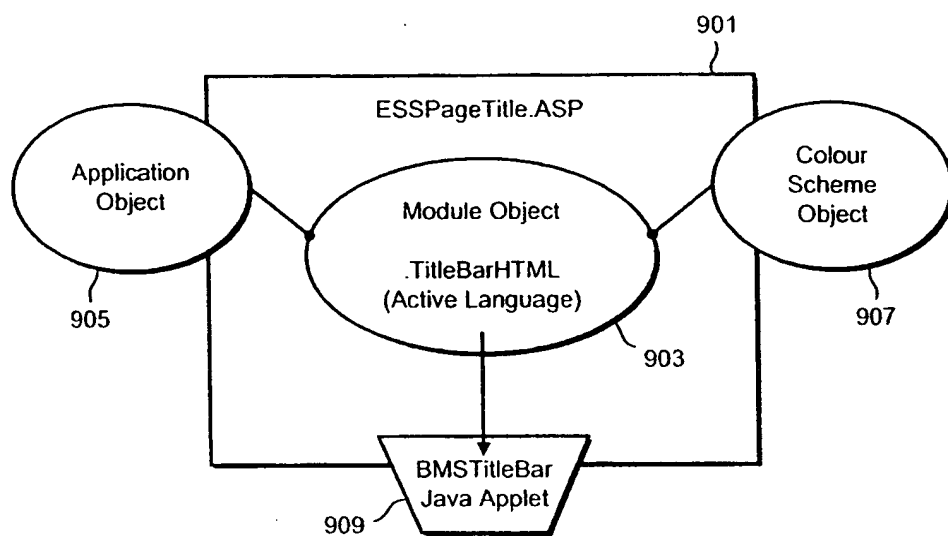 901
ESSPageTitle.ASP
Application
Object
Colour
Scheme
Object
Module Object
.TitleBarHTML
(Active Language)
905
907
903
BMSTitleBar
Java Applet
909